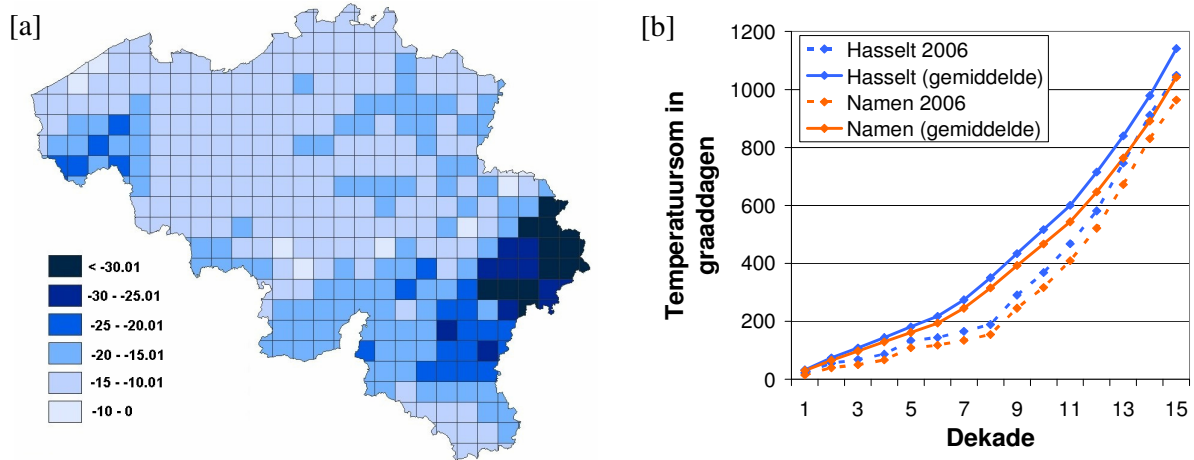 [a]
< -30.01
-30 - -25.01
-25 - -20.01
-20 - -15.01
-15 - -10.01
-10 - 0
[b]
Temperatuursom in
graaddagen
1200
1000
800
600
400
200
0
Hasselt 2006
Hasselt (gemiddelde)
Namen 2006
Namen (gemiddelde)
1 3 5 7 9 11 13 15
Dekade